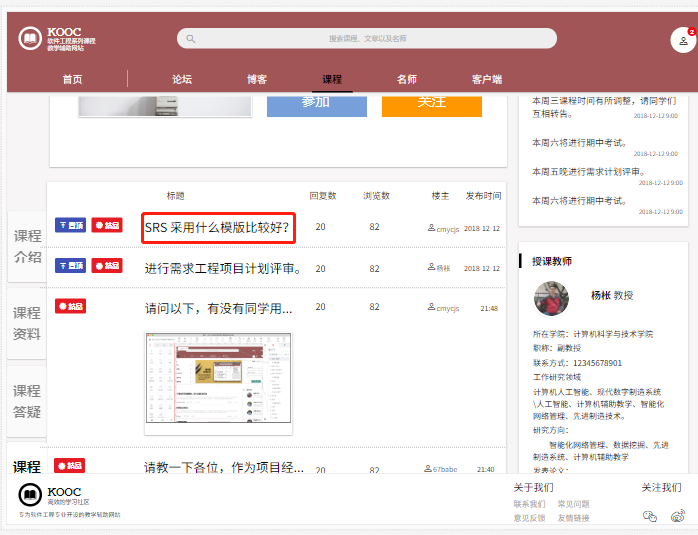 KOOC
软件工程系列课程
教学辅助网站
搜索课程、文章以及名师
2
首页
论坛
博客
课程
名师
客户端
参加
关注
本周三课程时间有所调整，请同学们
互相转告。
2018-12-12 9:00
本周六将进行期中考试。
2018-12-12 9:00
本周五晚进行需求计划评审。
2018-12-12 9:00
本周六将进行期中考试。
2018-12-12 9:00
课程
介绍
课程
资料
课程
答疑
课程
标题
回复数
浏览数
楼主
发布时间
置顶
精品
SRS 采用什么模版比较好?
20
82
cmycjs
2018-12-12
置顶
精品
进行需求工程项目计划评审。
20
82
杨枨
2018-12-12
精品
请问以下，有没有同学用...
20
82
cmycjs
21:48
精品
请教一下各位，作为项目经...
20
82
67babe
21:40
授课教师
杨枨 教授
所在学院：计算机科学与技术学院
职称：副教授
联系方式：12345678901
工作研究领域
计算机人工智能、现代数字制造系统
\人工智能、计算机辅助教学、智能化
网络管理、先进制造技术。
研究方向：
智能化网络管理、数据挖掘、先进
制造系统、计算机辅助教学
发表论文：
KOOC
高效的学习社区
专为软件工程专业开设的教学辅助网站
关于我们
联系我们
常见问题
意见反馈
友情链接
关注我们